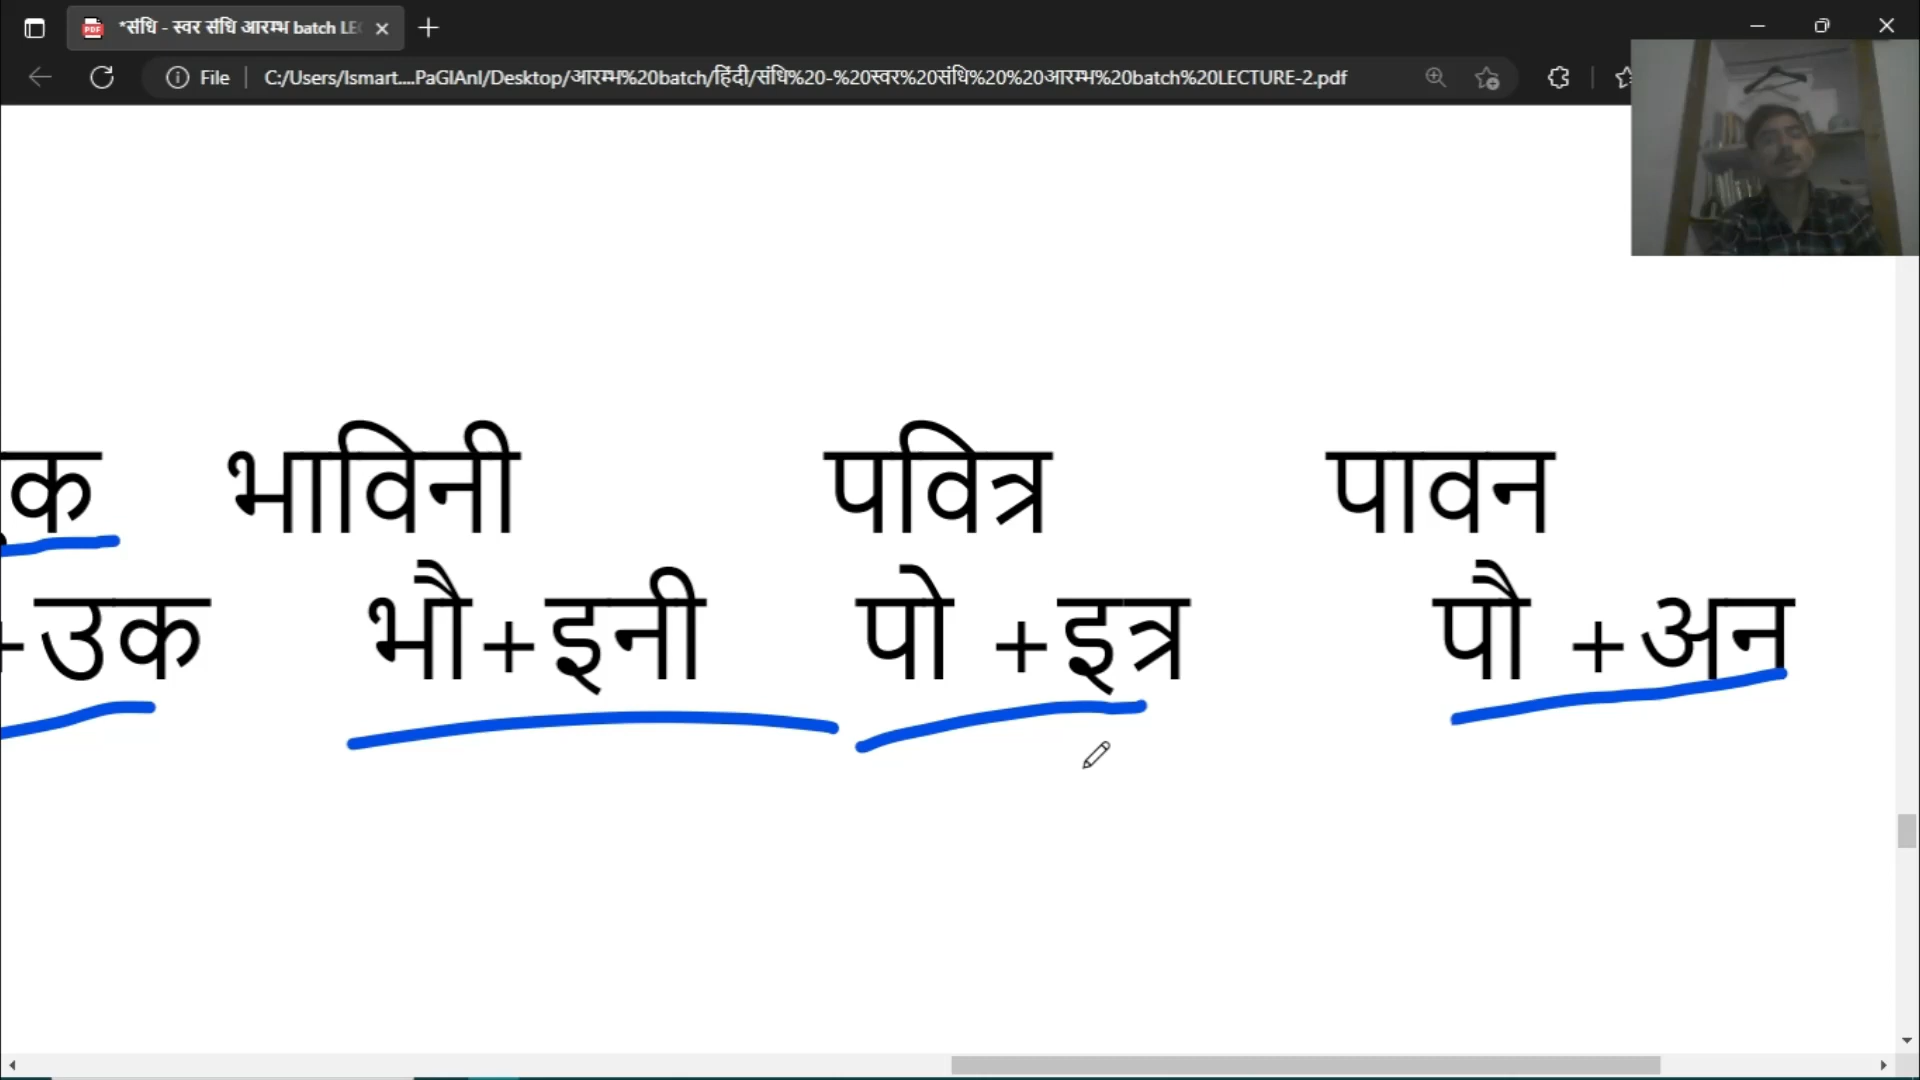 *संधि - स्वर संधि आरम्भ batch LE
File C:/Users/Ismart....PaGlAnI/Desktop/आरम्भ%20batch/हिंदी/संधि%20-%20स्वर%20संधि%20%20आरम्भ%20batch%20LECTURE-2.pdf
भाविनी पवित्र पावन
+उक भौ+इनी पो +इत्र पौ +अन